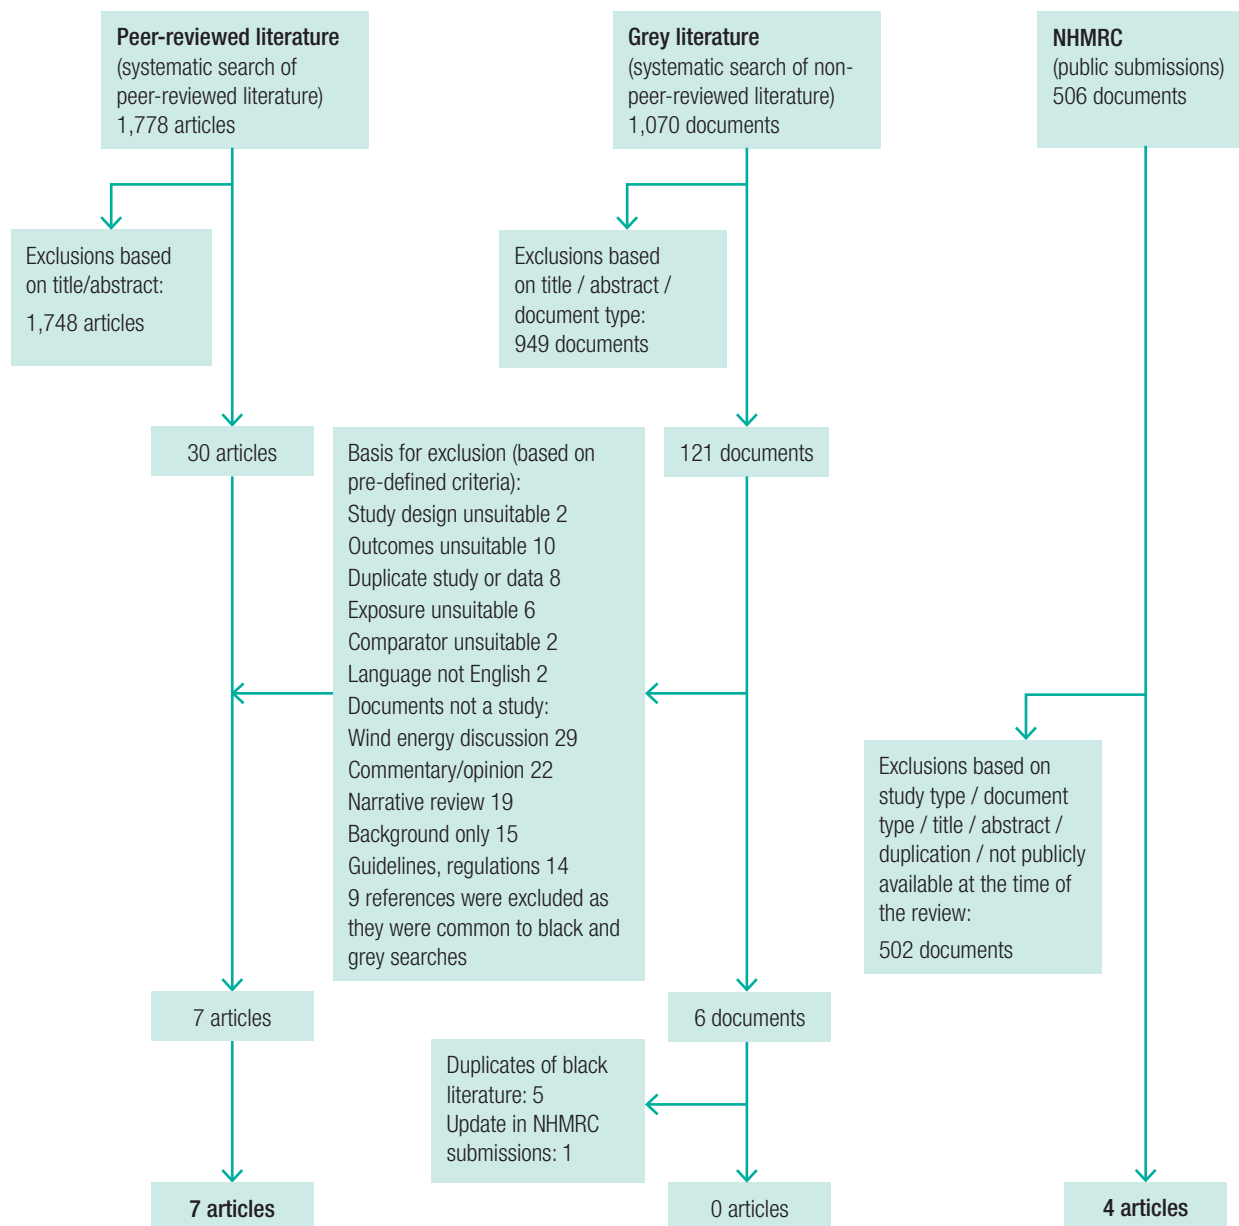 Peer-reviewed literature
(systematic search of
peer-reviewed literature)
1,778 articles
Grey literature
(systematic search of non-
peer-reviewed literature)
1,070 documents
NHMRC
(public submissions)
506 documents
Exclusions based
on title/abstract:
1,748 articles
Exclusions based
on title / abstract /
document type:
949 documents
30 articles
Basis for exclusion (based on
pre-defined criteria):
Study design unsuitable 2
Outcomes unsuitable 10
Duplicate study or data 8
Exposure unsuitable 6
Comparator unsuitable 2
Language not English 2
Documents not a study:
Wind energy discussion 29
Commentary/opinion 22
Narrative review 19
Background only 15
Guidelines, regulations 14
9 references were excluded as
they were common to black and
grey searches
121 documents
Exclusions based on
study type / document
type / title / abstract /
duplication / not publicly
available at the time of
the review:
502 documents
7 articles
6 documents
Duplicates of black
literature: 5
Update in NHMRC
submissions: 1
7 articles
0 articles
4 articles